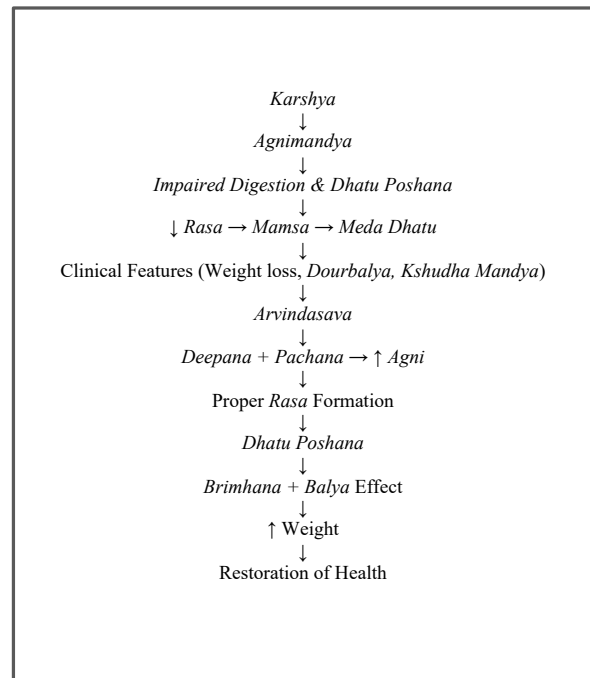 Karshya
↓
Agnimandya
↓
Impaired Digestion & Dhatu Poshana
↓
↓ Rasa → Mamsa → Meda Dhatu
↓
Clinical Features (Weight loss, Dourbalya, Kshudha Mandya)
↓
Arvindasava
↓
Deepana + Pachana → ↑ Agni
↓
Proper Rasa Formation
↓
Dhatu Poshana
↓
Brimhana + Balya Effect
↓
↑ Weight
↓
Restoration of Health